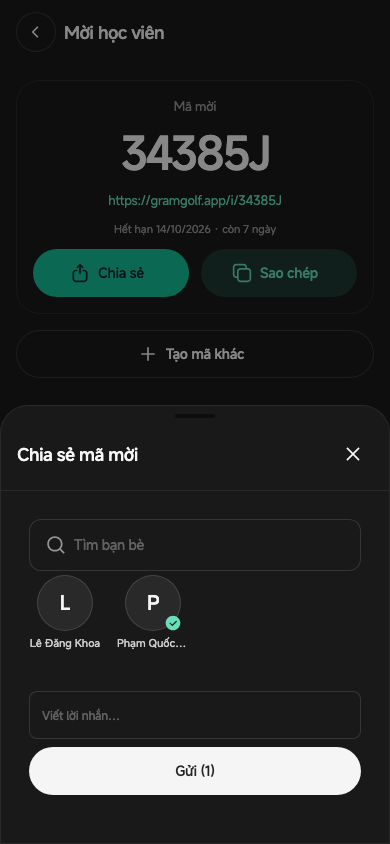 Mời học viên
Mã mời
34385J
https://gramgolf.app/i/34385J
Hết hạn 14/10/2026 · còn 7 ngày
Chia sẻ
Sao chép
Tạo mã khác
Chia sẻ mã mời
Tìm bạn bè
L
P
Lê Đăng Khoa
Phạm Quốc...
Viết lời nhắn...
Gửi (1)